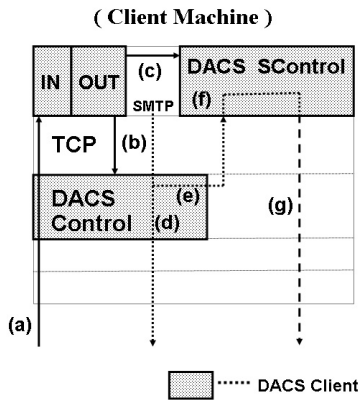 ( Client Machine )
IN OUT (c) DACS SControl
SMTP (f)
TCP (b)
DACS Control (e)
(d) (g)
(a)
DACS Client